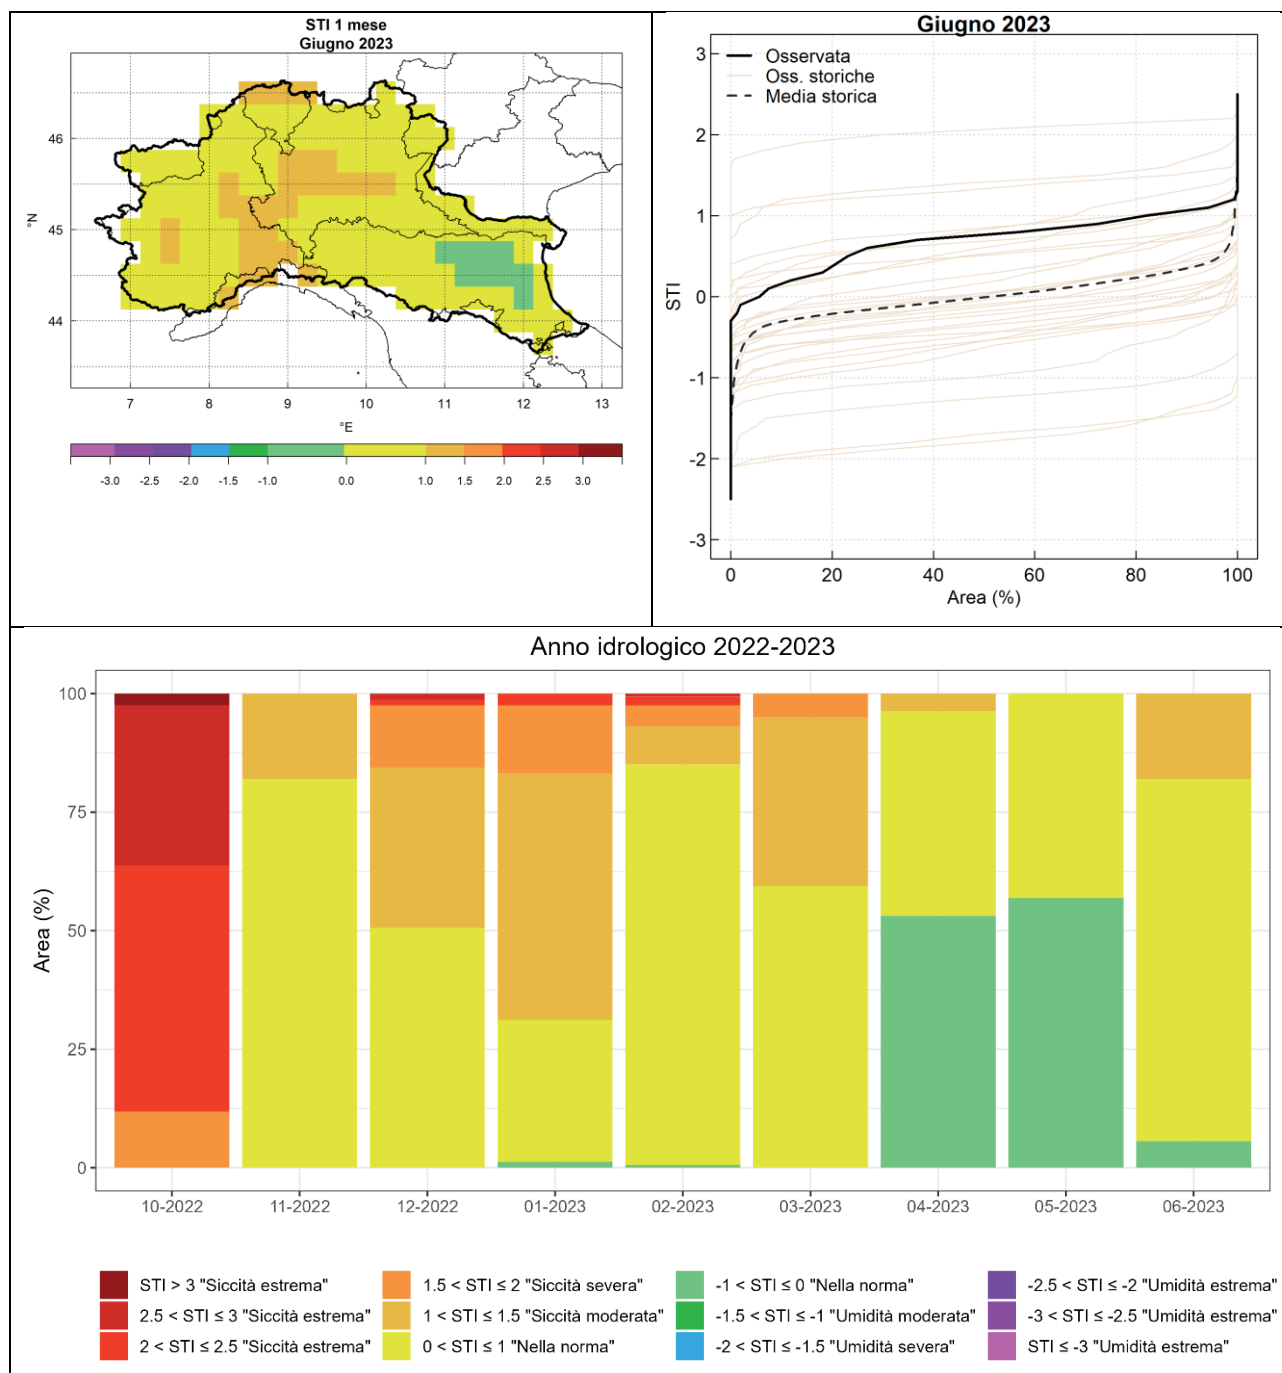 STI 1 mese
Giugno 2023
46
45
44
°N
7 8 9 10 11 12 13
°E
-3.0 -2.5 -2.0 -1.5 -1.0 0.0 1.0 1.5 2.0 2.5 3.0
Giugno 2023
Osservata
Oss. storiche
Media storica
3
2
1
0
-1
-2
-3
STI
0 20 40 60 80 100
Area (%)
Anno idrologico 2022-2023
100
75
50
25
0
Area (%)
10-2022 11-2022 12-2022 01-2023 02-2023 03-2023 04-2023 05-2023 06-2023
STI > 3 "Siccità estrema" 1.5 < STI ≤ 2 "Siccità severa" -1 < STI ≤ 0 "Nella norma" -2.5 < STI ≤ -2 "Umidità estrema"
2.5 < STI ≤ 3 "Siccità estrema" 1 < STI ≤ 1.5 "Siccità moderata" -1.5 < STI ≤ -1 "Umidità moderata" -3 < STI ≤ -2.5 "Umidità estrema"
2 < STI ≤ 2.5 "Siccità estrema" 0 < STI ≤ 1 "Nella norma" -2 < STI ≤ -1.5 "Umidità severa" STI ≤ -3 "Umidità estrema"